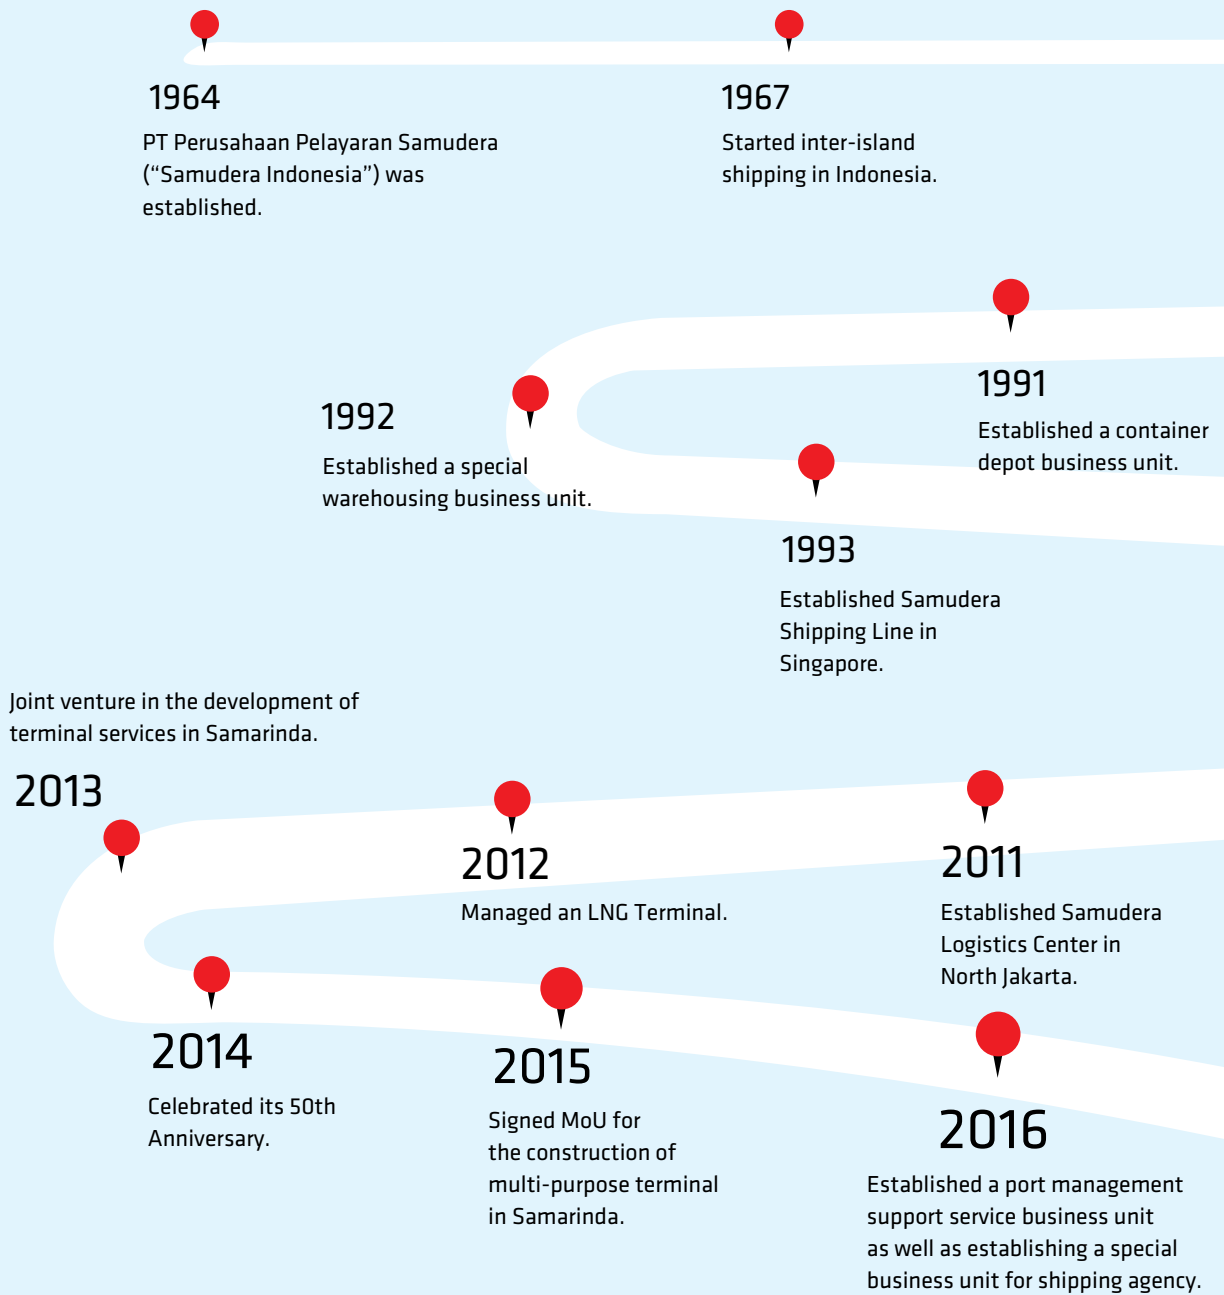 1964
PT Perusahaan Pelayaran Samudera
(“Samudera Indonesia”) was
established.
1967
Started inter-island
shipping in Indonesia.
1991
Established a container
depot business unit.
1992
Established a special
warehousing business unit.
1993
Established Samudera
Shipping Line in
Singapore.
Joint venture in the development of
terminal services in Samarinda.
2013
2012
Managed an LNG Terminal.
2011
Established Samudera
Logistics Center in
North Jakarta.
2014
Celebrated its 50th
Anniversary.
2015
Signed MoU for
the construction of
multi-purpose terminal
in Samarinda.
2016
Established a port management
support service business unit
as well as establishing a special
business unit for shipping agency.